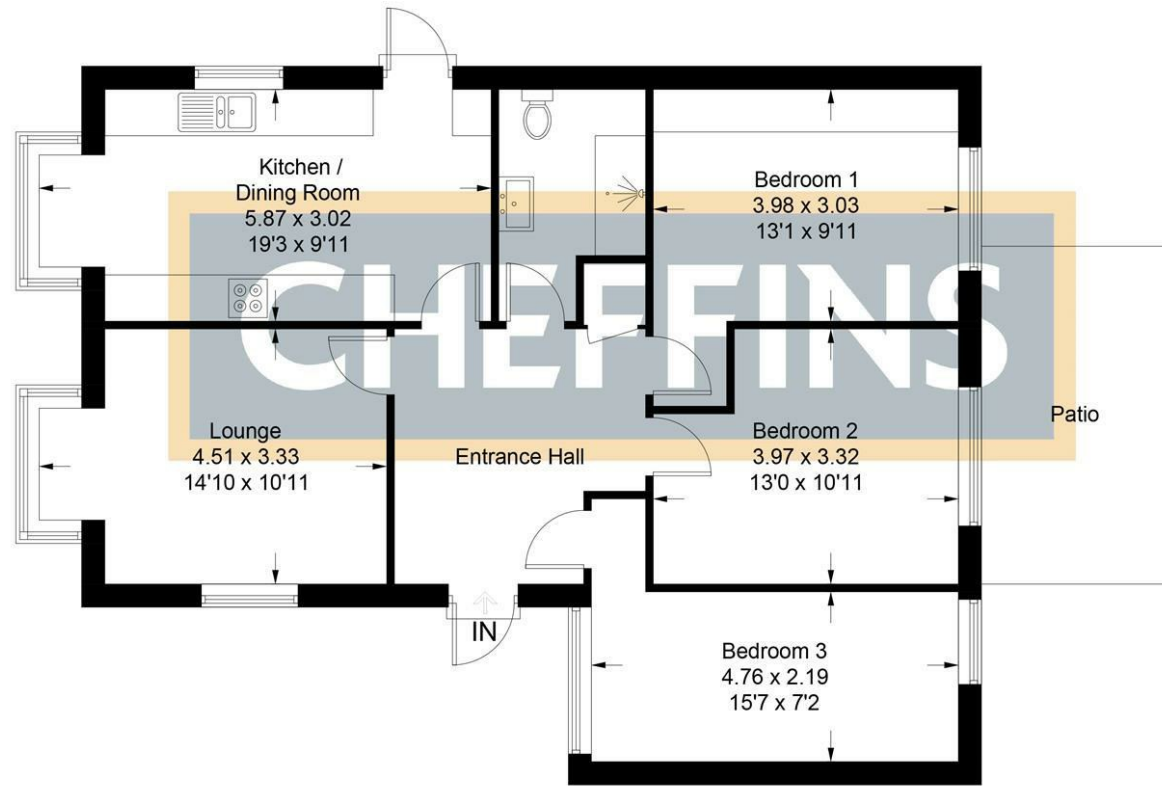 Kitchen /
Dining Room
5.87 x 3.02
19'3 x 9'11
Bedroom 1
3.98 x 3.03
13'1 x 9'11
CHEFFINS
Lounge
4.51 x 3.33
14'10 x 10'11
Entrance Hall
Bedroom 2
3.97 x 3.32
13'0 x 10'11
Patio
IN
Bedroom 3
4.76 x 2.19
15'7 x 7'2